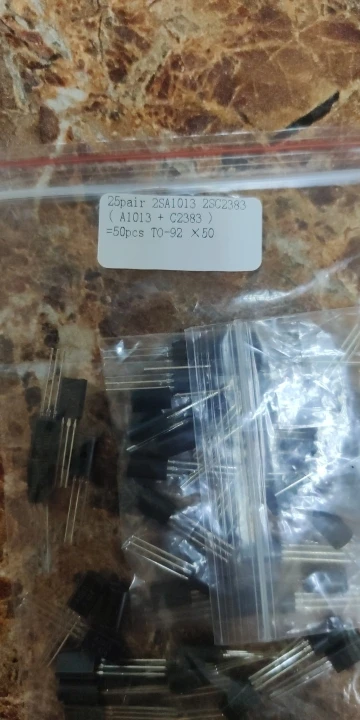 25pair 2SA1013 2SC2383
( A1013 + C2383 )
=50pcs TO-92 ×50